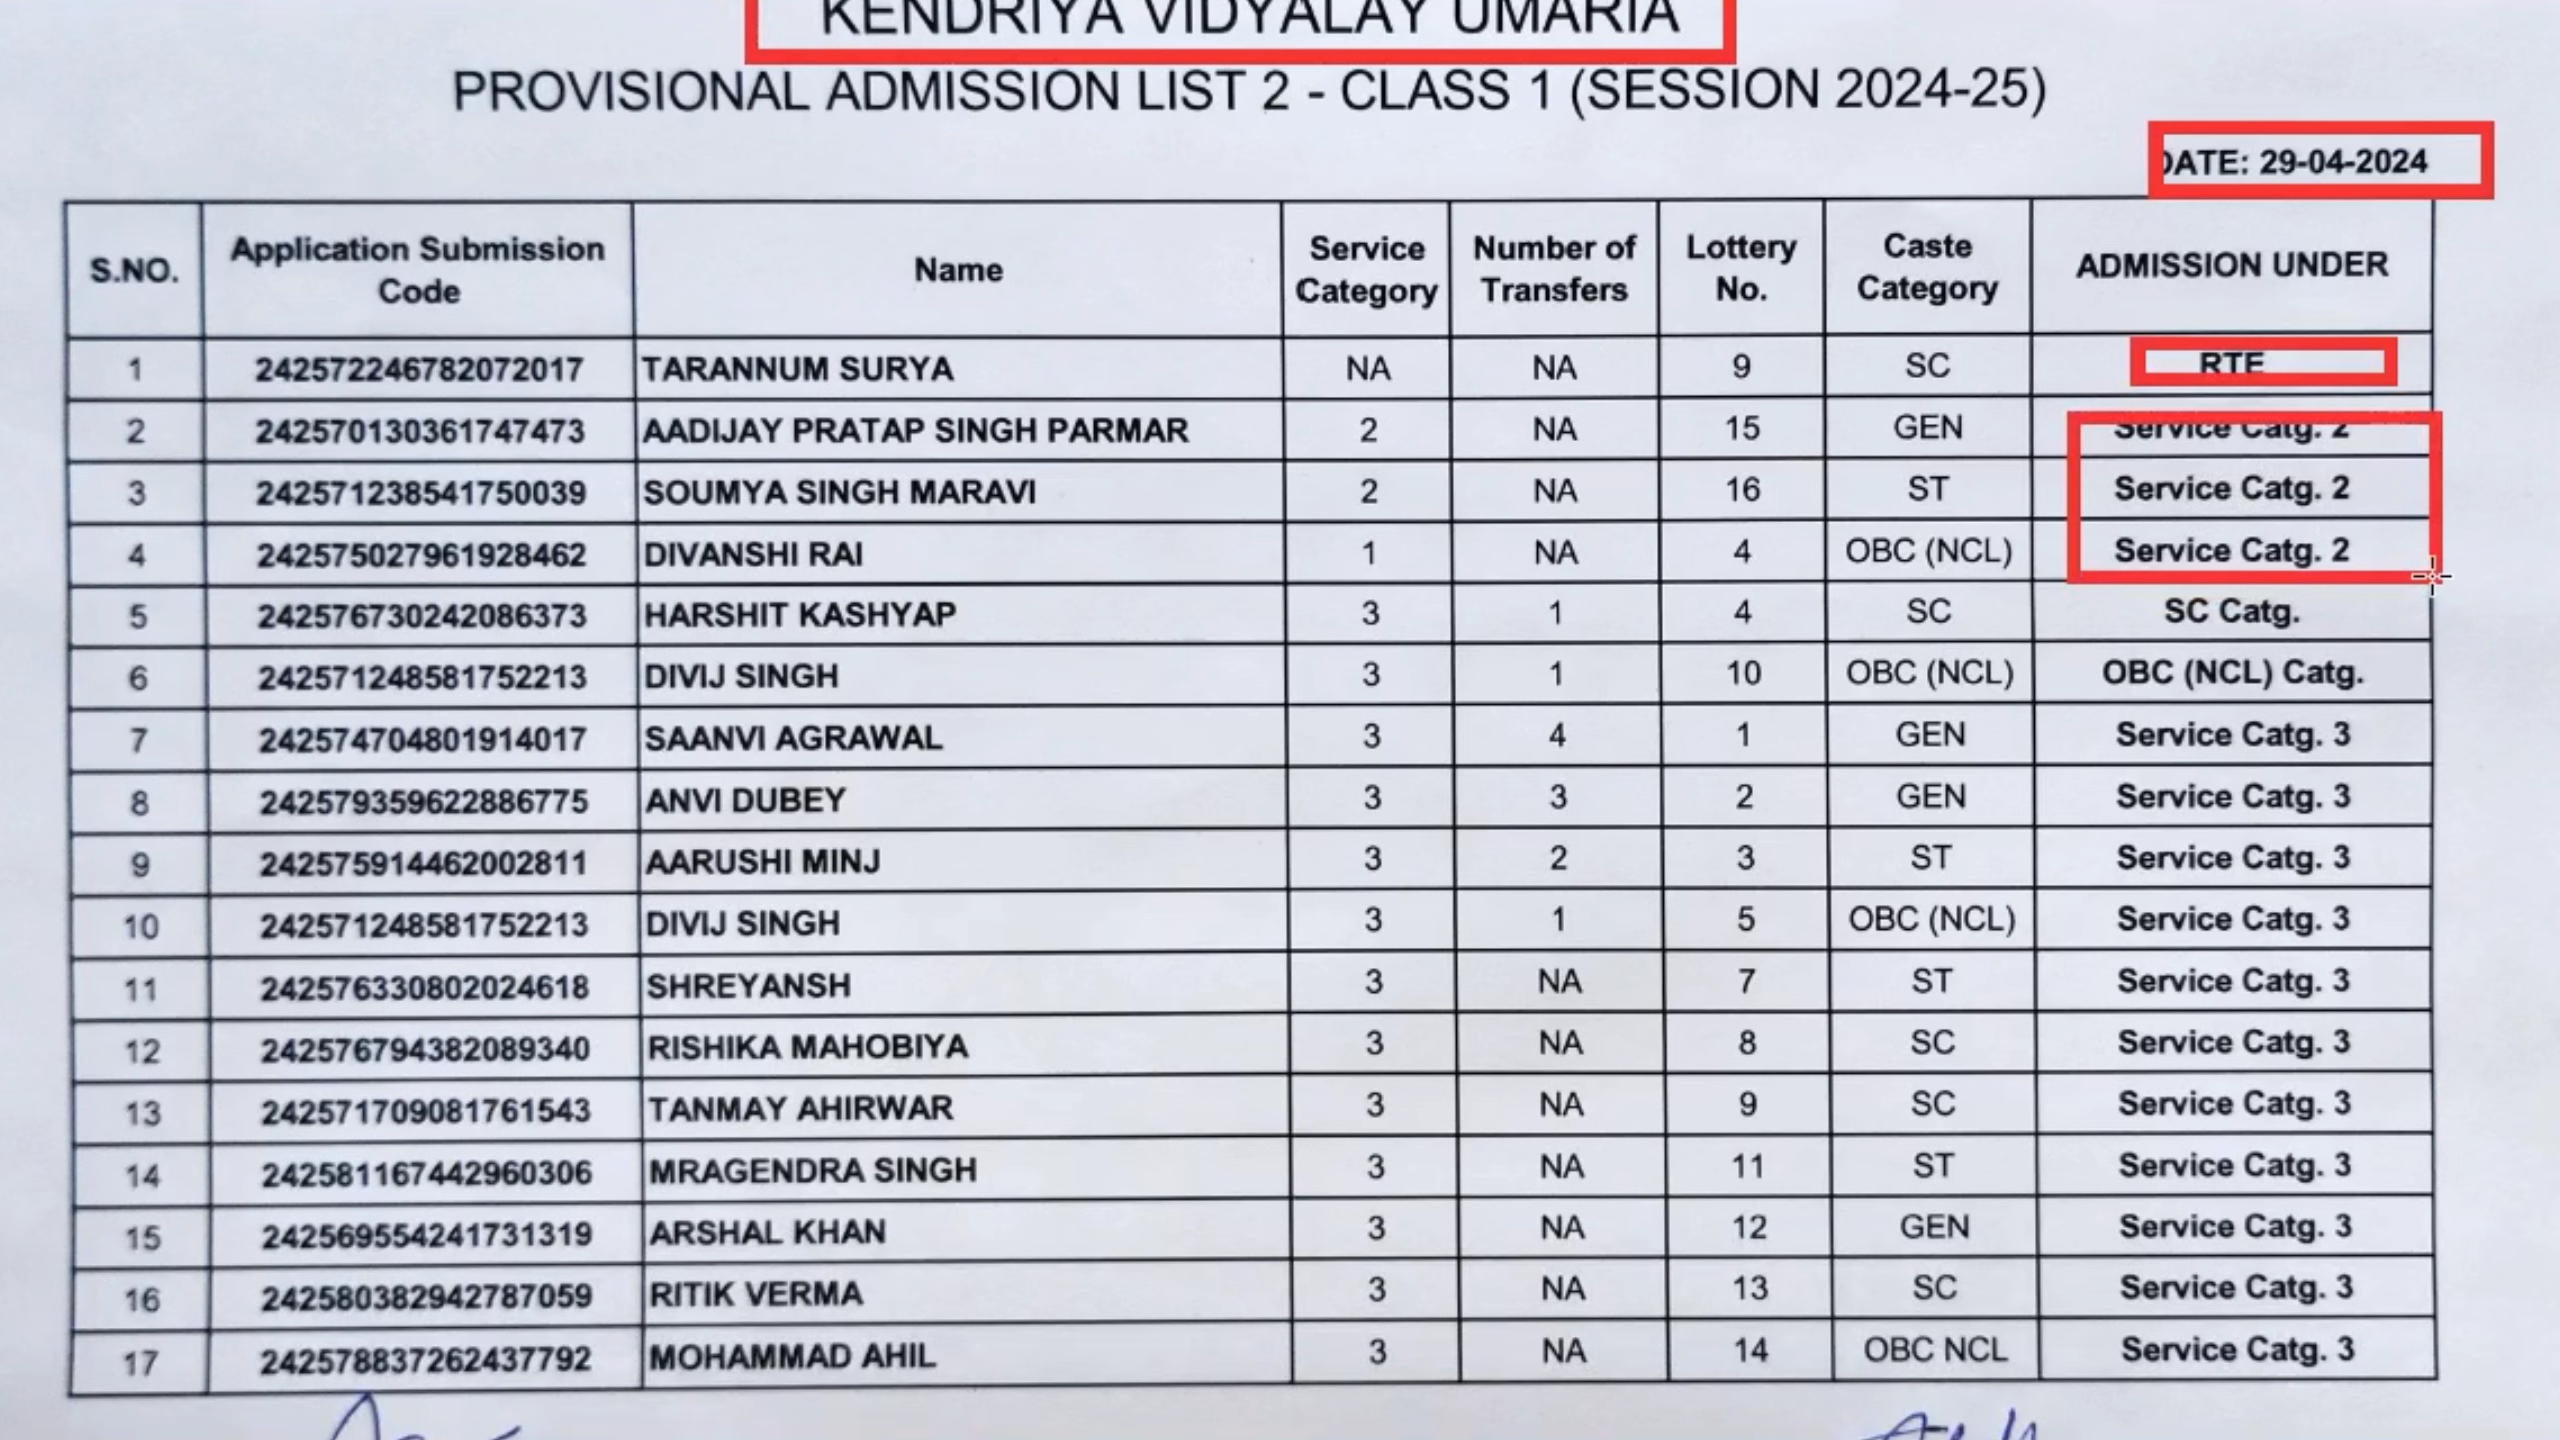 KENDRIYA VIDYALAY UMARIA
PROVISIONAL ADMISSION LIST 2 - CLASS 1 (SESSION 2024-25)
DATE: 29-04-2024
S.NO. Application Submission Code Name Service Category Number of Transfers Lottery No. Caste Category ADMISSION UNDER
1 242572246782072017 TARANNUM SURYA NA NA 9 SC RTE
2 242570130361747473 AADIJAY PRATAP SINGH PARMAR 2 NA 15 GEN Service Catg. 2
3 242571238541750039 SOUMYA SINGH MARAVI 2 NA 16 ST Service Catg. 2
4 242575027961928462 DIVANSHI RAI 1 NA 4 OBC (NCL) Service Catg. 2
5 242576730242086373 HARSHIT KASHYAP 3 1 4 SC SC Catg.
6 242571248581752213 DIVIJ SINGH 3 1 10 OBC (NCL) OBC (NCL) Catg.
7 242574704801914017 SAANVI AGRAWAL 3 4 1 GEN Service Catg. 3
8 242579359622886775 ANVI DUBEY 3 3 2 GEN Service Catg. 3
9 242575914462002811 AARUSHI MINJ 3 2 3 ST Service Catg. 3
10 242571248581752213 DIVIJ SINGH 3 1 5 OBC (NCL) Service Catg. 3
11 242576330802024618 SHREYANSH 3 NA 7 ST Service Catg. 3
12 242576794382089340 RISHIKA MAHOBIYA 3 NA 8 SC Service Catg. 3
13 242571709081761543 TANMAY AHIRWAR 3 NA 9 SC Service Catg. 3
14 242581167442960306 MRAGENDRA SINGH 3 NA 11 ST Service Catg. 3
15 242569554241731319 ARSHAL KHAN 3 NA 12 GEN Service Catg. 3
16 242580382942787059 RITIK VERMA 3 NA 13 SC Service Catg. 3
17 242578837262437792 MOHAMMAD AHIL 3 NA 14 OBC NCL Service Catg. 3